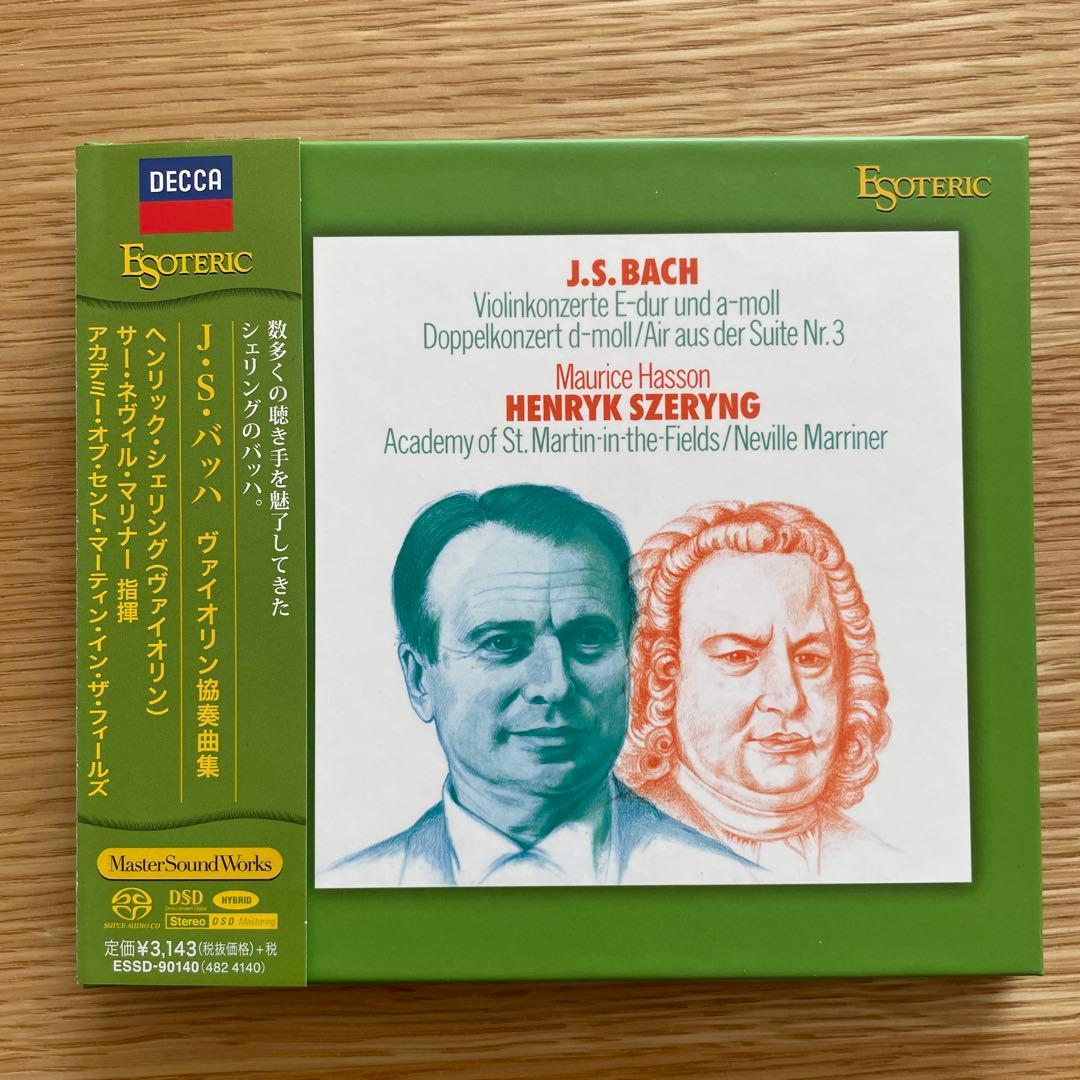 DECCA
ESOTERIC
数多くの聴き手を魅了してきた
シェリングのバッハ。
J・S・バッハ ヴァイオリン協奏曲集
ヘンリック・シェリング(ヴァイオリン)
サー・ネヴィル・マリナー 指揮
アカデミー・オブ・セント・マーティン・イン・ザ・フィールズ
MasterSoundWorks
SUPER AUDIO CD
DSD
Direct Stream Digital
HYBRID
Stereo DSD Mastering
定価¥3,143(税抜価格)+税
ESSD-90140(482 4140)
ESOTERIC
J.S.BACH
Violinkonzerte E-dur und a-moll
Doppelkonzert d-moll/Air aus der Suite Nr.3
Maurice Hasson
HENRYK SZERYNG
Academy of St. Martin-in-the-Fields/Neville Marriner